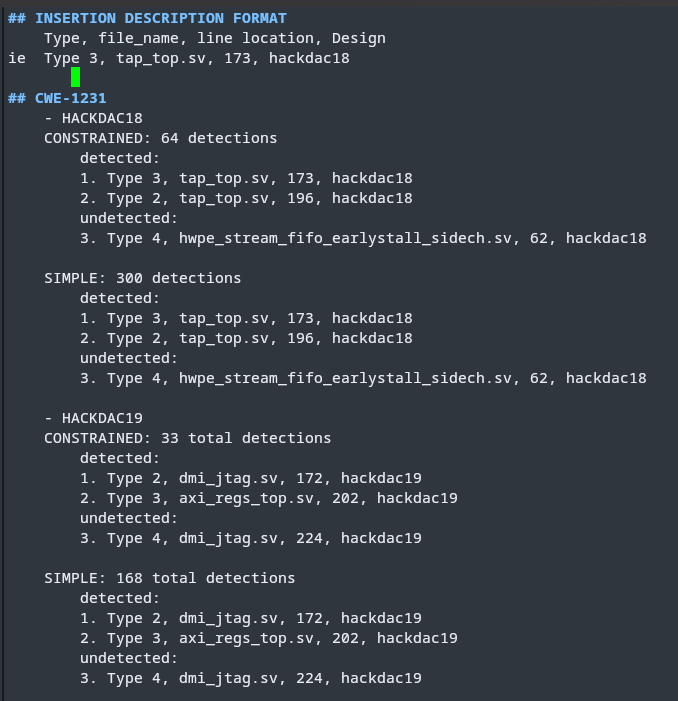 ## INSERTION DESCRIPTION FORMAT
Type, file_name, line location, Design
ie  Type 3, tap_top.sv, 173, hackdac18
## CWE-1231
- HACKDAC18
CONSTRAINED: 64 detections
detected:
1. Type 3, tap_top.sv, 173, hackdac18
2. Type 2, tap_top.sv, 196, hackdac18
undetected:
3. Type 4, hwpe_stream_fifo_earlystall_sidech.sv, 62, hackdac18
SIMPLE: 300 detections
detected:
1. Type 3, tap_top.sv, 173, hackdac18
2. Type 2, tap_top.sv, 196, hackdac18
undetected:
3. Type 4, hwpe_stream_fifo_earlystall_sidech.sv, 62, hackdac18
- HACKDAC19
CONSTRAINED: 33 total detections
detected:
1. Type 2, dmi_jtag.sv, 172, hackdac19
2. Type 3, axi_regs_top.sv, 202, hackdac19
undetected:
3. Type 4, dmi_jtag.sv, 224, hackdac19
SIMPLE: 168 total detections
detected:
1. Type 2, dmi_jtag.sv, 172, hackdac19
2. Type 3, axi_regs_top.sv, 202, hackdac19
undetected:
3. Type 4, dmi_jtag.sv, 224, hackdac19